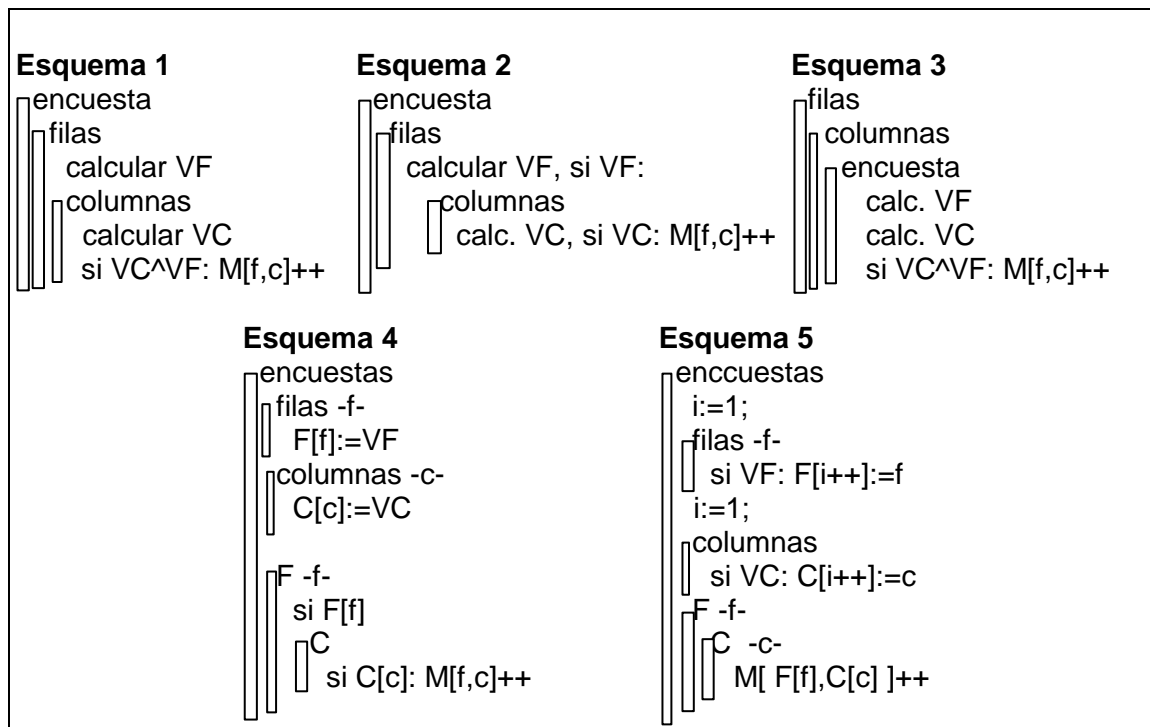 Esquema 1
encuesta
filas
calcular VF
columnas
calcular VC
si VC^VF: M[f,c]++
Esquema 2
encuesta
filas
calcular VF, si VF:
columnas
calc. VC, si VC: M[f,c]++
Esquema 3
filas
columnas
encuesta
calc. VF
calc. VC
si VC^VF: M[f,c]++
Esquema 4
encuestas
filas -f-
F[f]:=VF
columnas -c-
C[c]:=VC
F -f-
si F[f]
C
si C[c]: M[f,c]++
Esquema 5
enccuestas
i:=1;
filas -f-
si VF: F[i++]:=f
i:=1;
columnas
si VC: C[i++]:=c
F -f-
C -c-
M[ F[f],C[c] ]++